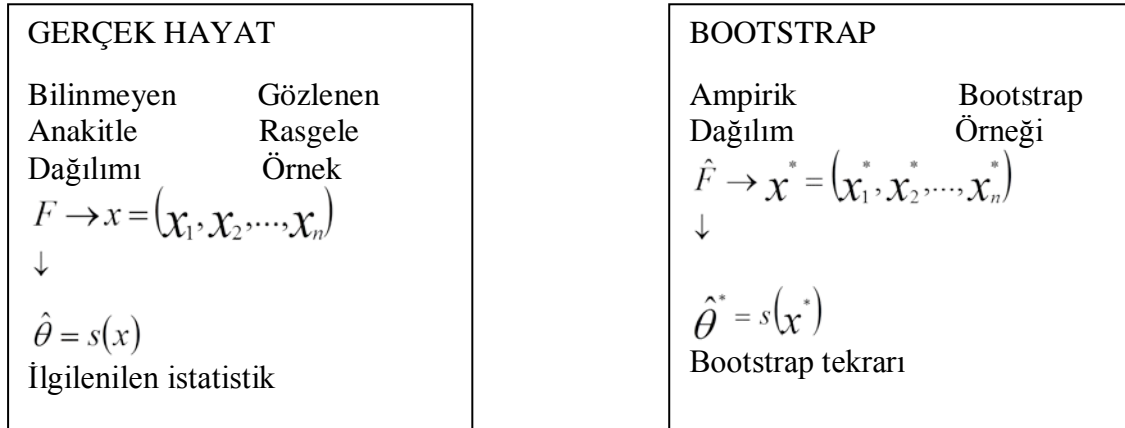 GERÇEK HAYAT
Bilinmeyen Gözlenen
Anakitle Rasgele
Dağılımı Örnek
F → x = (x₁, x₂,..., xₙ)
↓
θ̂ = s(x)
İlgilenilen istatistik
BOOTSTRAP
Ampirik Bootstrap
Dağılım Örneği
F̂ → x* = (x₁*, x₂*,..., xₙ*)
↓
θ̂* = s(x*)
Bootstrap tekrarı